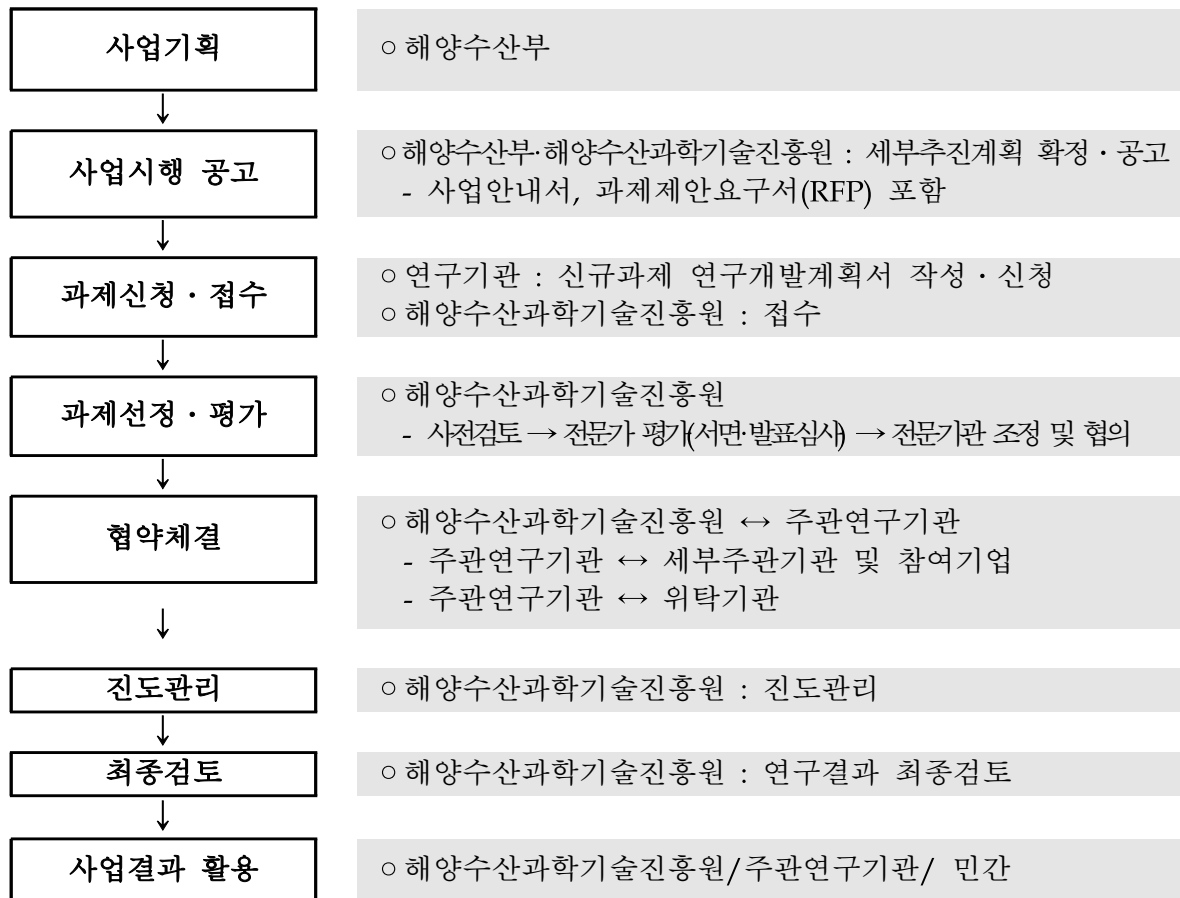 사업기획
○ 해양수산부
↓
사업시행 공고
○ 해양수산부·해양수산과학기술진흥원 : 세부추진계획 확정·공고
- 사업안내서, 과제제안요구서(RFP) 포함
↓
과제신청·접수
○ 연구기관 : 신규과제 연구개발계획서 작성·신청
○ 해양수산과학기술진흥원 : 접수
↓
과제선정·평가
○ 해양수산과학기술진흥원
- 사전검토 → 전문가 평가(서면·발표심사) → 전문기관 조정 및 협의
↓
협약체결
○ 해양수산과학기술진흥원 ↔ 주관연구기관
- 주관연구기관 ↔ 세부주관기관 및 참여기업
- 주관연구기관 ↔ 위탁기관
↓
진도관리
○ 해양수산과학기술진흥원 : 진도관리
↓
최종검토
○ 해양수산과학기술진흥원 : 연구결과 최종검토
↓
사업결과 활용
○ 해양수산과학기술진흥원/주관연구기관/ 민간